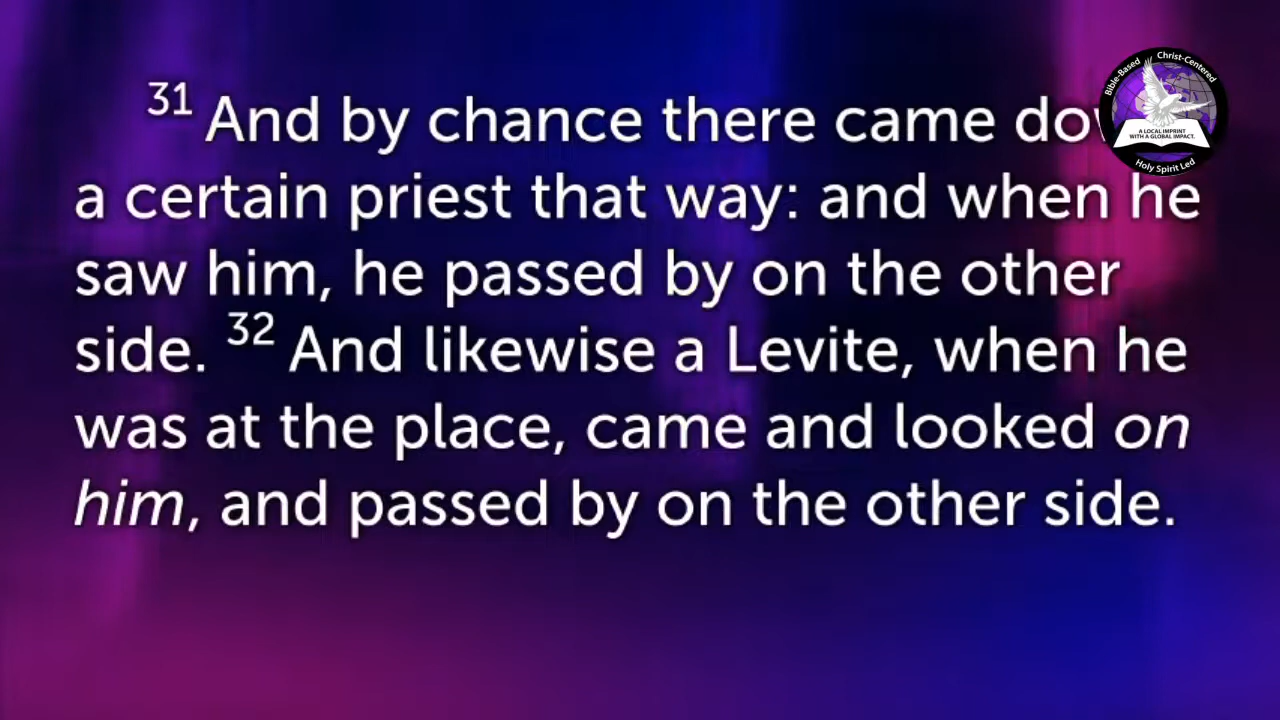 31 And by chance there came do
a certain priest that way: and when he
saw him, he passed by on the other
side. 32 And likewise a Levite, when he
was at the place, came and looked on
him, and passed by on the other side.
Bible-Based Christ-Centered
A LOCAL IMPRINT
WITH A GLOBAL IMPACT.
Holy Spirit Led